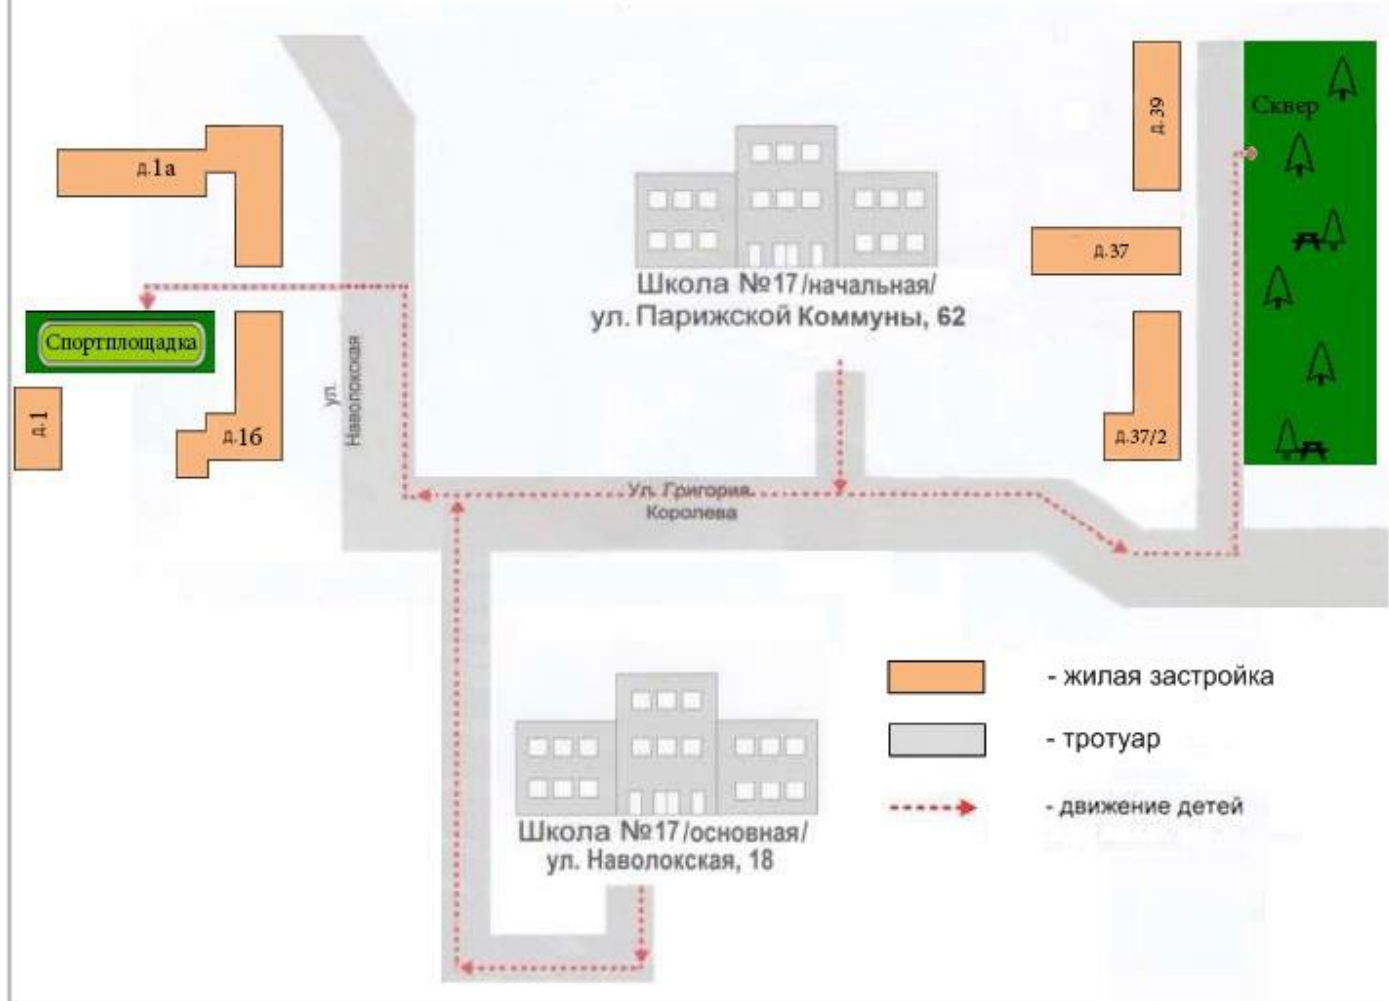 д.39
Сквер
д.1а
д.37
Школа №17/начальная/
ул. Парижской Коммуны, 62
Спортплощадка
ул.
Наволокская
д.1
д.1б
д.37/2
Ул. Григория
Королева
- жилая застройка
- тротуар
- движение детей
Школа №17/основная/
ул. Наволокская, 18